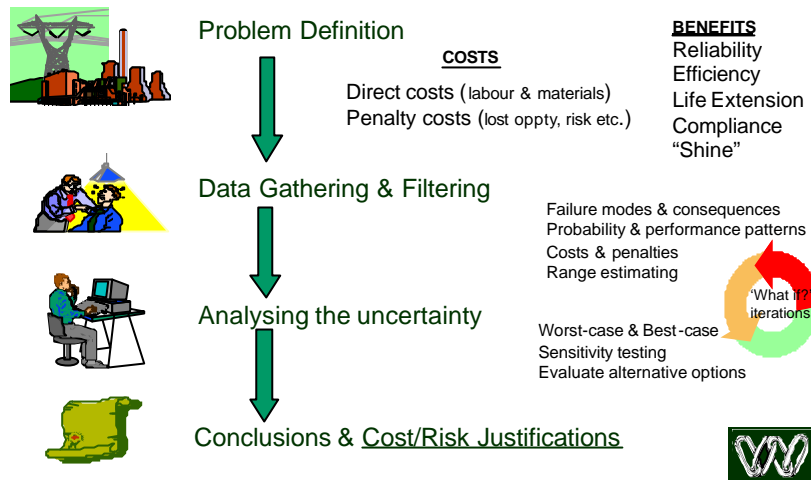 Problem Definition
COSTS
Direct costs (labour & materials)
Penalty costs (lost oppty, risk etc.)
BENEFITS
Reliability
Efficiency
Life Extension
Compliance
“Shine”
Data Gathering & Filtering
Failure modes & consequences
Probability & performance patterns
Costs & penalties
Range estimating
'What if?'
iterations
Analysing the uncertainty
Worst-case & Best-case
Sensitivity testing
Evaluate alternative options
Conclusions & Cost/Risk Justifications